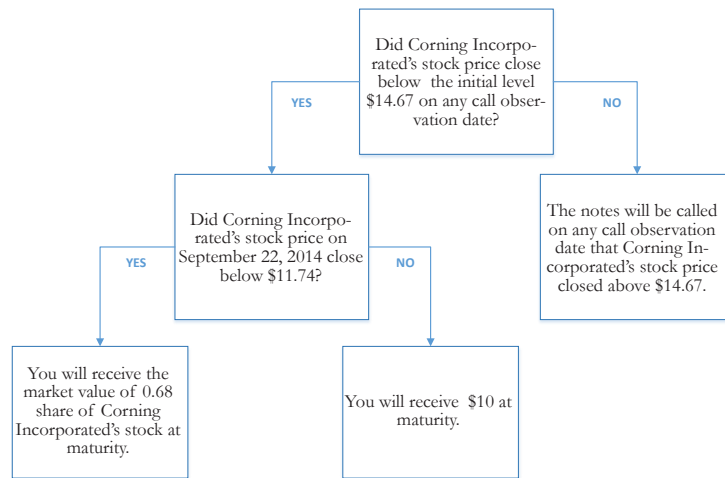 Did Corning Incorpo-
rated's stock price close
below the initial level
$14.67 on any call obser-
vation date?
YES
NO
Did Corning Incorpo-
rated's stock price on
September 22, 2014 close
below $11.74?
The notes will be called
on any call observation
date that Corning In-
corporated's stock price
closed above $14.67.
YES
NO
You will receive the
market value of 0.68
share of Corning
Incorporated's stock at
maturity.
You will receive $10 at
maturity.